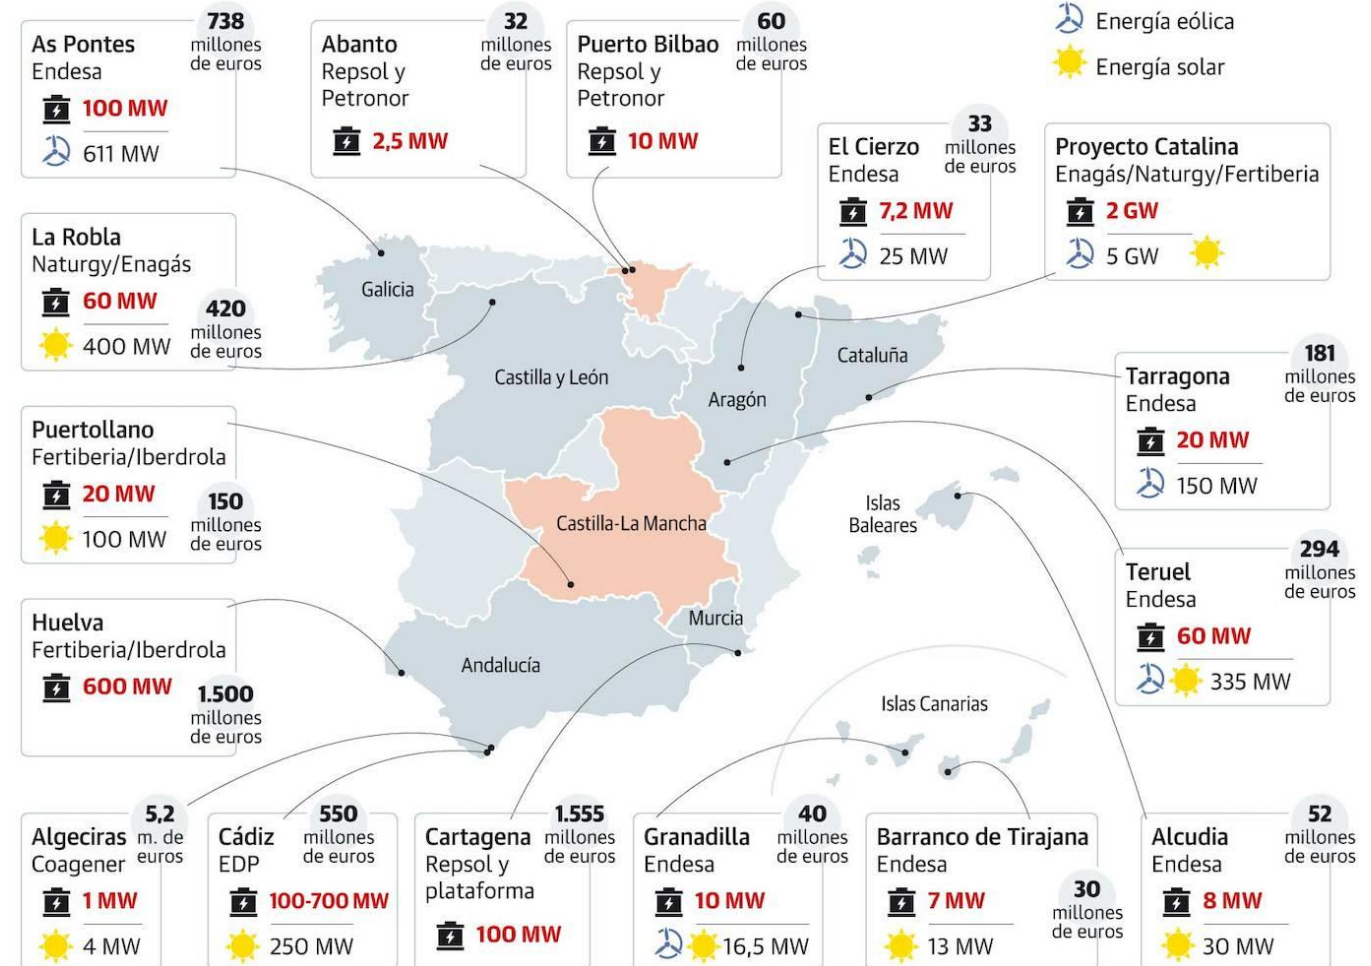 738
millones
de euros
As Pontes
Endesa
100 MW
611 MW
32
millones
de euros
Abanto
Repsol y
Petronor
2,5 MW
60
millones
de euros
Puerto Bilbao
Repsol y
Petronor
10 MW
Energía eólica
Energía solar
33
millones
de euros
El Cierzo
Endesa
7,2 MW
25 MW
Proyecto Catalina
Enagás/Naturgy/Fertiberia
2 GW
5 GW
La Robla
Naturgy/Enagás
60 MW
400 MW
420
millones
de euros
Galicia
Castilla y León
Aragón
Cataluña
181
millones
de euros
Tarragona
Endesa
20 MW
150 MW
Puertollano
Fertiberia/Iberdrola
20 MW
100 MW
150
millones
de euros
Castilla-La Mancha
Islas
Baleares
294
millones
de euros
Teruel
Endesa
60 MW
335 MW
Huelva
Fertiberia/Iberdrola
600 MW
1.500
millones
de euros
Andalucía
Murcia
Islas Canarias
5,2
m. de
euros
Algeciras
Coagener
1 MW
4 MW
550
millones
de euros
Cádiz
EDP
100-700 MW
250 MW
1.555
millones
de euros
Cartagena
Repsol y
plataforma
100 MW
40
millones
de euros
Granadilla
Endesa
10 MW
16,5 MW
Barranco de Tirajana
Endesa
7 MW
13 MW
30
millones
de euros
52
millones
de euros
Alcudia
Endesa
8 MW
30 MW